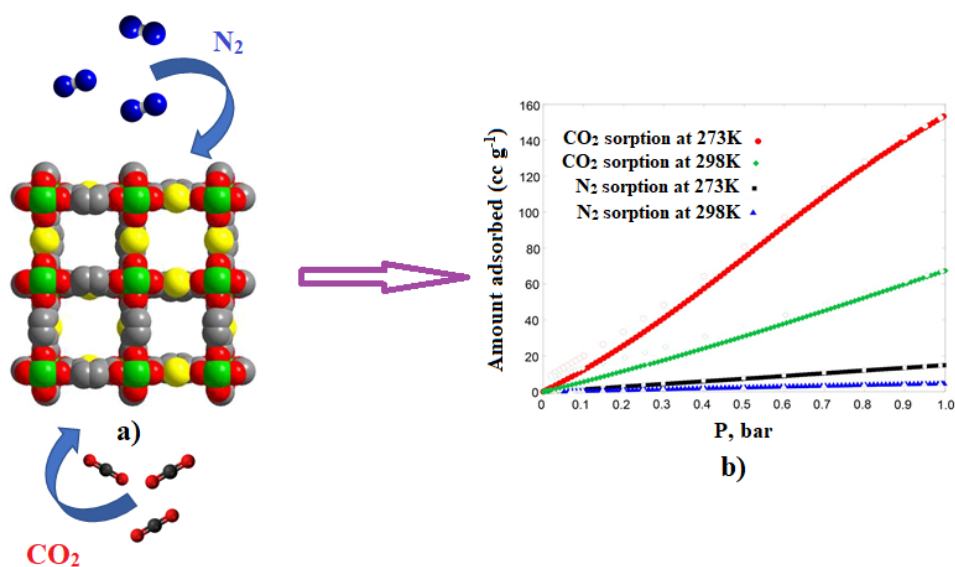 N₂
a)
CO₂
160
140
120
100
80
60
40
20
0
Amount adsorbed (cc g⁻¹)
CO₂ sorption at 273K
CO₂ sorption at 298K
N₂ sorption at 273K
N₂ sorption at 298K
0 0.1 0.2 0.3 0.4 0.5 0.6 0.7 0.8 0.9 1.0
P, bar
b)